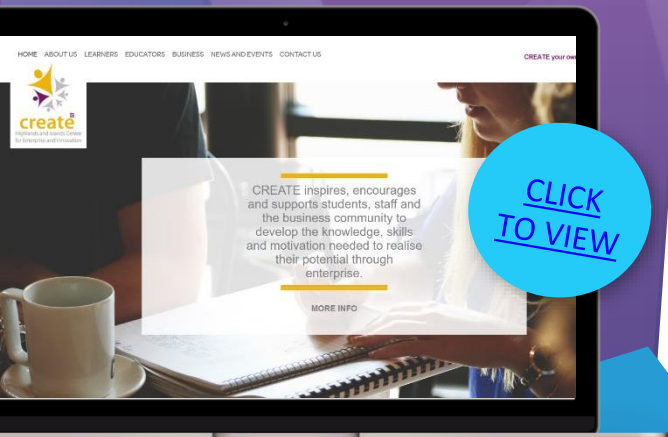 HOME ABOUT US LEARNERS EDUCATORS BUSINESS NEWS AND EVENTS CONTACT US
CREATE your own
create
Highlands and Islands Centre
for Enterprise and Innovation
CREATE inspires, encourages
and supports students, staff and
the business community to
develop the knowledge, skills
and motivation needed to realise
their potential through
enterprise.
MORE INFO
CLICK
TO VIEW